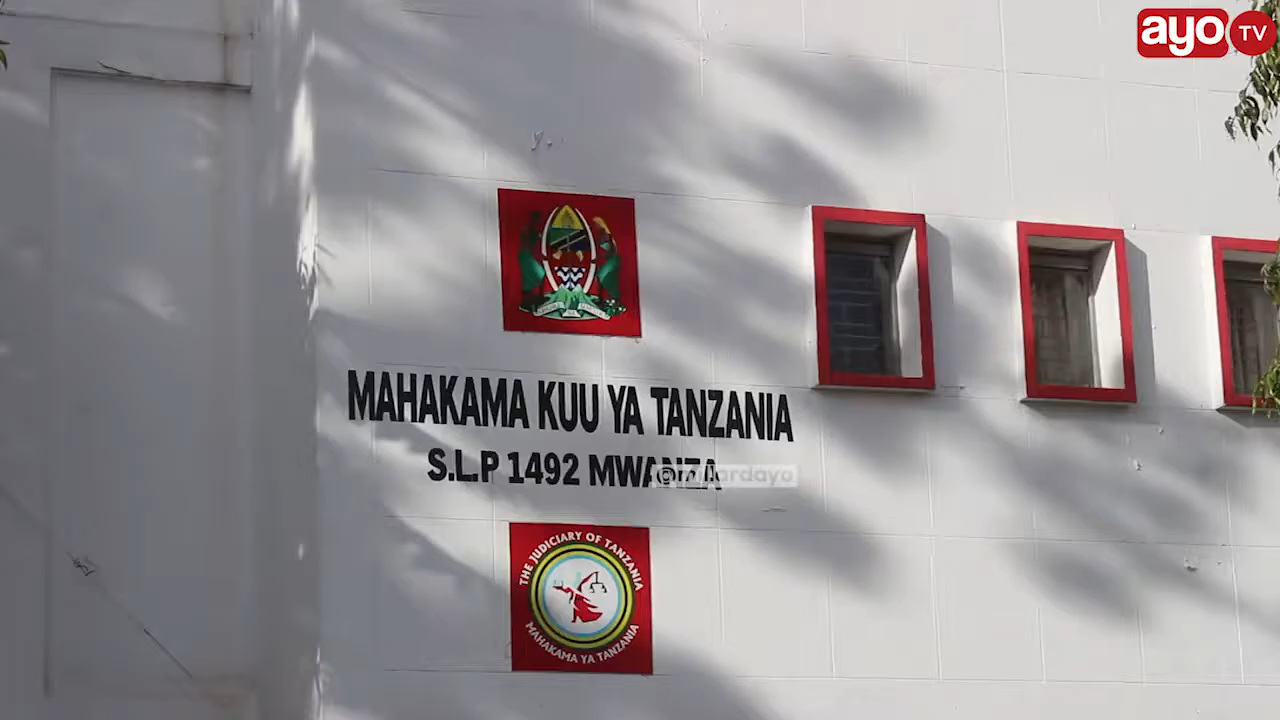 ayo TV
MAHAKAMA KUU YA TANZANIA
S.L.P 1492 MWANZA
THE JUDICIARY OF TANZANIA
MAHAKAMA YA TANZANIA